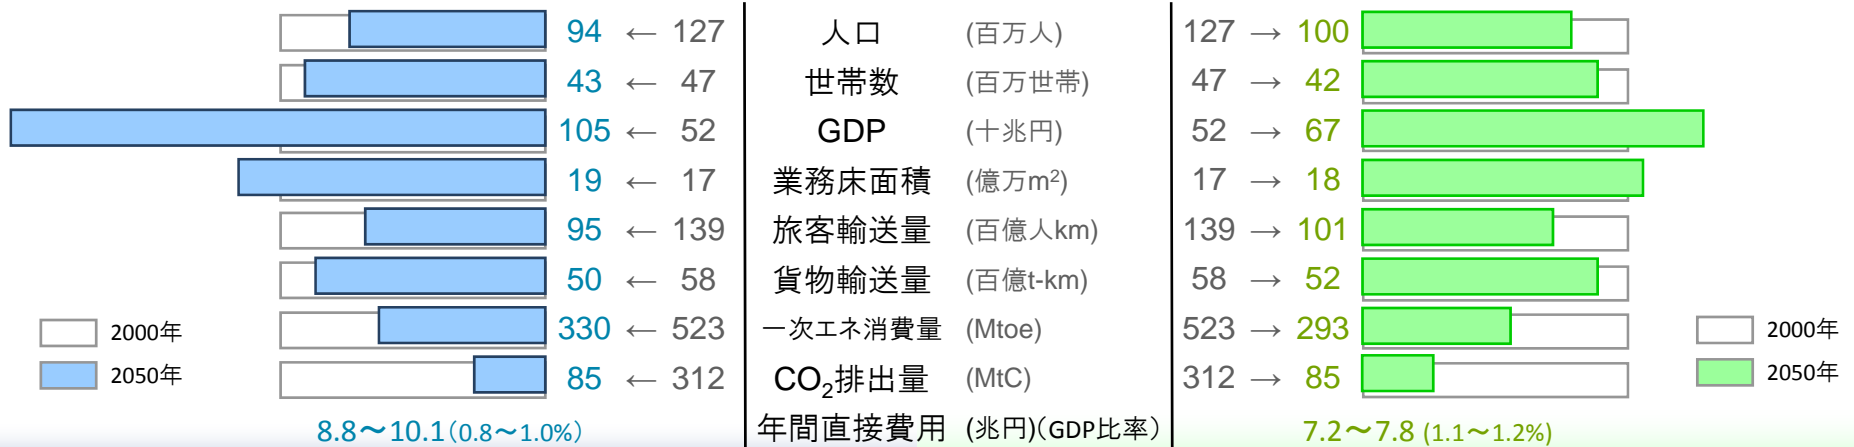 94 ← 127 人口 (百万人) 127 → 100
43 ← 47 世帯数 (百万世帯) 47 → 42
105 ← 52 GDP (十兆円) 52 → 67
19 ← 17 業務床面積 (億万m²) 17 → 18
95 ← 139 旅客輸送量 (百億人km) 139 → 101
50 ← 58 貨物輸送量 (百億t-km) 58 → 52
2000年 330 ← 523 一次エネ消費量 (Mtoe) 523 → 293 2000年
2050年 85 ← 312 CO₂排出量 (MtC) 312 → 85 2050年
8.8～10.1(0.8～1.0%) 年間直接費用 (兆円)(GDP比率) 7.2～7.8 (1.1～1.2%)